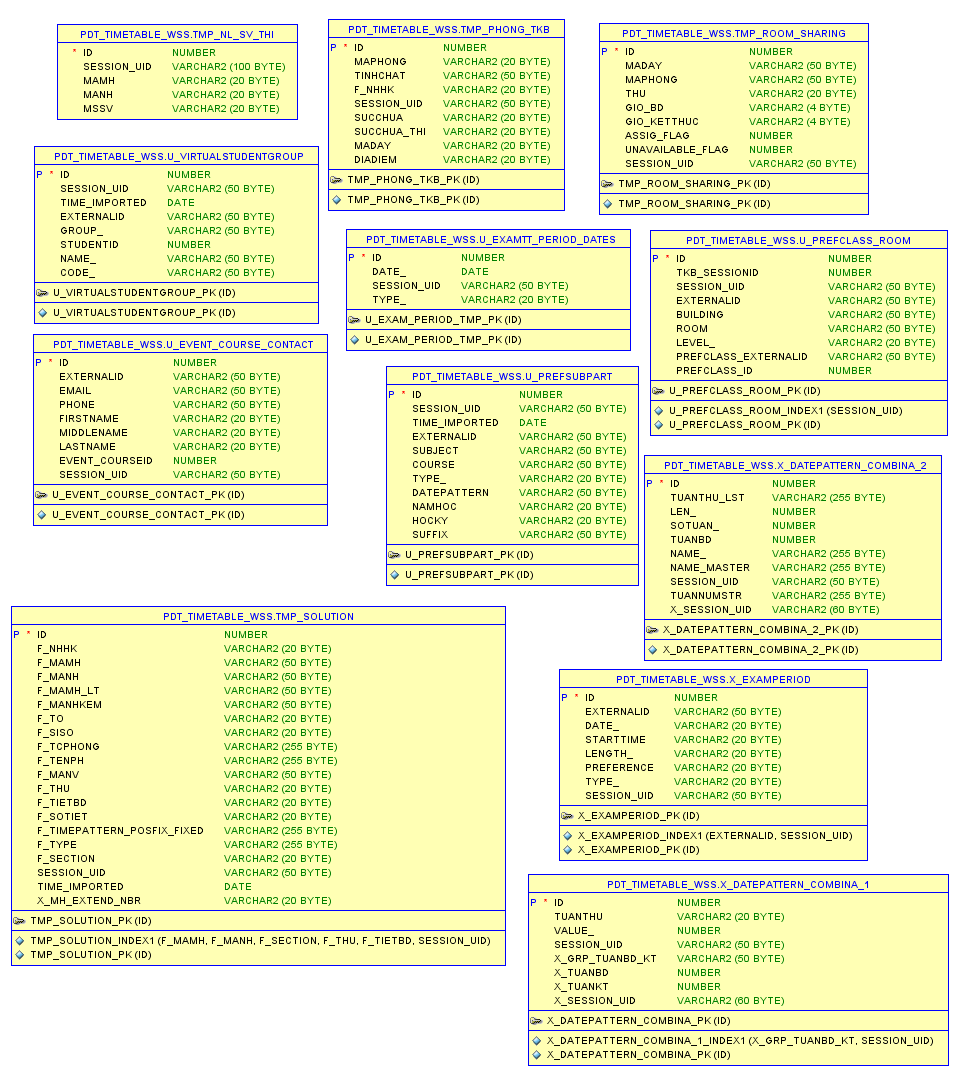 PDT_TIMETABLE_WSS.TMP_NL_SV_THI
* ID NUMBER
SESSION_UID VARCHAR2 (100 BYTE)
MAMH VARCHAR2 (20 BYTE)
MANH VARCHAR2 (20 BYTE)
MSSV VARCHAR2 (20 BYTE)
PDT_TIMETABLE_WSS.TMP_PHONG_TKB
P * ID NUMBER
MAPHONG VARCHAR2 (20 BYTE)
TINHCHAT VARCHAR2 (50 BYTE)
F_NHHK VARCHAR2 (20 BYTE)
SESSION_UID VARCHAR2 (50 BYTE)
SUCCHUA VARCHAR2 (20 BYTE)
SUCCHUA_THI VARCHAR2 (20 BYTE)
MADAY VARCHAR2 (20 BYTE)
DIADIEM VARCHAR2 (20 BYTE)
TMP_PHONG_TKB_PK (ID)
TMP_PHONG_TKB_PK (ID)
PDT_TIMETABLE_WSS.TMP_ROOM_SHARING
P * ID NUMBER
MADAY VARCHAR2 (50 BYTE)
MAPHONG VARCHAR2 (50 BYTE)
THU VARCHAR2 (20 BYTE)
GIO_BD VARCHAR2 (4 BYTE)
GIO_KETTHUC VARCHAR2 (4 BYTE)
ASSIG_FLAG NUMBER
UNAVAILABLE_FLAG NUMBER
SESSION_UID VARCHAR2 (50 BYTE)
TMP_ROOM_SHARING_PK (ID)
TMP_ROOM_SHARING_PK (ID)
PDT_TIMETABLE_WSS.U_VIRTUALSTUDENTGROUP
P * ID NUMBER
SESSION_UID VARCHAR2 (50 BYTE)
TIME_IMPORTED DATE
EXTERNALID VARCHAR2 (50 BYTE)
GROUP_ VARCHAR2 (50 BYTE)
STUDENTID NUMBER
NAME_ VARCHAR2 (50 BYTE)
CODE_ VARCHAR2 (50 BYTE)
U_VIRTUALSTUDENTGROUP_PK (ID)
U_VIRTUALSTUDENTGROUP_PK (ID)
PDT_TIMETABLE_WSS.U_EXAMTT_PERIOD_DATES
P * ID NUMBER
DATE_ DATE
SESSION_UID VARCHAR2 (50 BYTE)
TYPE_ VARCHAR2 (20 BYTE)
U_EXAM_PERIOD_TMP_PK (ID)
U_EXAM_PERIOD_TMP_PK (ID)
PDT_TIMETABLE_WSS.U_PREFCLASS_ROOM
P * ID NUMBER
TKB_SESSIONID NUMBER
SESSION_UID VARCHAR2 (50 BYTE)
EXTERNALID VARCHAR2 (50 BYTE)
BUILDING VARCHAR2 (50 BYTE)
ROOM VARCHAR2 (50 BYTE)
LEVEL_ VARCHAR2 (20 BYTE)
PREFCLASS_EXTERNALID VARCHAR2 (50 BYTE)
PREFCLASS_ID NUMBER
U_PREFCLASS_ROOM_PK (ID)
U_PREFCLASS_ROOM_INDEX1 (SESSION_UID)
U_PREFCLASS_ROOM_PK (ID)
PDT_TIMETABLE_WSS.U_EVENT_COURSE_CONTACT
P * ID NUMBER
EXTERNALID VARCHAR2 (50 BYTE)
EMAIL VARCHAR2 (50 BYTE)
PHONE VARCHAR2 (50 BYTE)
FIRSTNAME VARCHAR2 (20 BYTE)
MIDDLENAME VARCHAR2 (20 BYTE)
LASTNAME VARCHAR2 (20 BYTE)
EVENT_COURSEID NUMBER
SESSION_UID VARCHAR2 (50 BYTE)
U_EVENT_COURSE_CONTACT_PK (ID)
U_EVENT_COURSE_CONTACT_PK (ID)
PDT_TIMETABLE_WSS.U_PREFSUBPART
P * ID NUMBER
SESSION_UID VARCHAR2 (50 BYTE)
TIME_IMPORTED DATE
EXTERNALID VARCHAR2 (50 BYTE)
SUBJECT VARCHAR2 (50 BYTE)
COURSE VARCHAR2 (50 BYTE)
TYPE_ VARCHAR2 (20 BYTE)
DATEPATTERN VARCHAR2 (50 BYTE)
NAMHOC VARCHAR2 (20 BYTE)
HOCKY VARCHAR2 (20 BYTE)
SUFFIX VARCHAR2 (50 BYTE)
U_PREFSUBPART_PK (ID)
U_PREFSUBPART_PK (ID)
PDT_TIMETABLE_WSS.X_DATEPATTERN_COMBINA_2
P * ID NUMBER
TUANTHU_LST VARCHAR2 (255 BYTE)
LEN_ NUMBER
SOTUAN_ NUMBER
TUANBD NUMBER
NAME_ VARCHAR2 (255 BYTE)
NAME_MASTER VARCHAR2 (255 BYTE)
SESSION_UID VARCHAR2 (50 BYTE)
TUANNUMSTR VARCHAR2 (255 BYTE)
X_SESSION_UID VARCHAR2 (60 BYTE)
X_DATEPATTERN_COMBINA_2_PK (ID)
X_DATEPATTERN_COMBINA_2_PK (ID)
PDT_TIMETABLE_WSS.TMP_SOLUTION
P * ID NUMBER
F_NHHK VARCHAR2 (20 BYTE)
F_MAMH VARCHAR2 (50 BYTE)
F_MANH VARCHAR2 (50 BYTE)
F_MAMH_LT VARCHAR2 (50 BYTE)
F_MANHKEM VARCHAR2 (50 BYTE)
F_TO VARCHAR2 (20 BYTE)
F_SISO VARCHAR2 (20 BYTE)
F_TCPHONG VARCHAR2 (255 BYTE)
F_TENPH VARCHAR2 (255 BYTE)
F_MANV VARCHAR2 (50 BYTE)
F_THU VARCHAR2 (20 BYTE)
F_TIETBD VARCHAR2 (20 BYTE)
F_SOTIET VARCHAR2 (20 BYTE)
F_TIMEPATTERN_POSFIX_FIXED VARCHAR2 (255 BYTE)
F_TYPE VARCHAR2 (255 BYTE)
F_SECTION VARCHAR2 (20 BYTE)
SESSION_UID VARCHAR2 (50 BYTE)
TIME_IMPORTED DATE
X_MH_EXTEND_NBR VARCHAR2 (20 BYTE)
TMP_SOLUTION_PK (ID)
TMP_SOLUTION_INDEX1 (F_MAMH, F_MANH, F_SECTION, F_THU, F_TIETBD, SESSION_UID)
TMP_SOLUTION_PK (ID)
PDT_TIMETABLE_WSS.X_EXAMPERIOD
P * ID NUMBER
EXTERNALID VARCHAR2 (50 BYTE)
DATE_ VARCHAR2 (20 BYTE)
STARTTIME VARCHAR2 (20 BYTE)
LENGTH_ VARCHAR2 (20 BYTE)
PREFERENCE VARCHAR2 (20 BYTE)
TYPE_ VARCHAR2 (20 BYTE)
SESSION_UID VARCHAR2 (50 BYTE)
X_EXAMPERIOD_PK (ID)
X_EXAMPERIOD_INDEX1 (EXTERNALID, SESSION_UID)
X_EXAMPERIOD_PK (ID)
PDT_TIMETABLE_WSS.X_DATEPATTERN_COMBINA_1
P * ID NUMBER
TUANTHU VARCHAR2 (20 BYTE)
VALUE_ NUMBER
SESSION_UID VARCHAR2 (50 BYTE)
X_GRP_TUANBD_KT VARCHAR2 (50 BYTE)
X_TUANBD NUMBER
X_TUANKT NUMBER
X_SESSION_UID VARCHAR2 (60 BYTE)
X_DATEPATTERN_COMBINA_PK (ID)
X_DATEPATTERN_COMBINA_1_INDEX1 (X_GRP_TUANBD_KT, SESSION_UID)
X_DATEPATTERN_COMBINA_PK (ID)